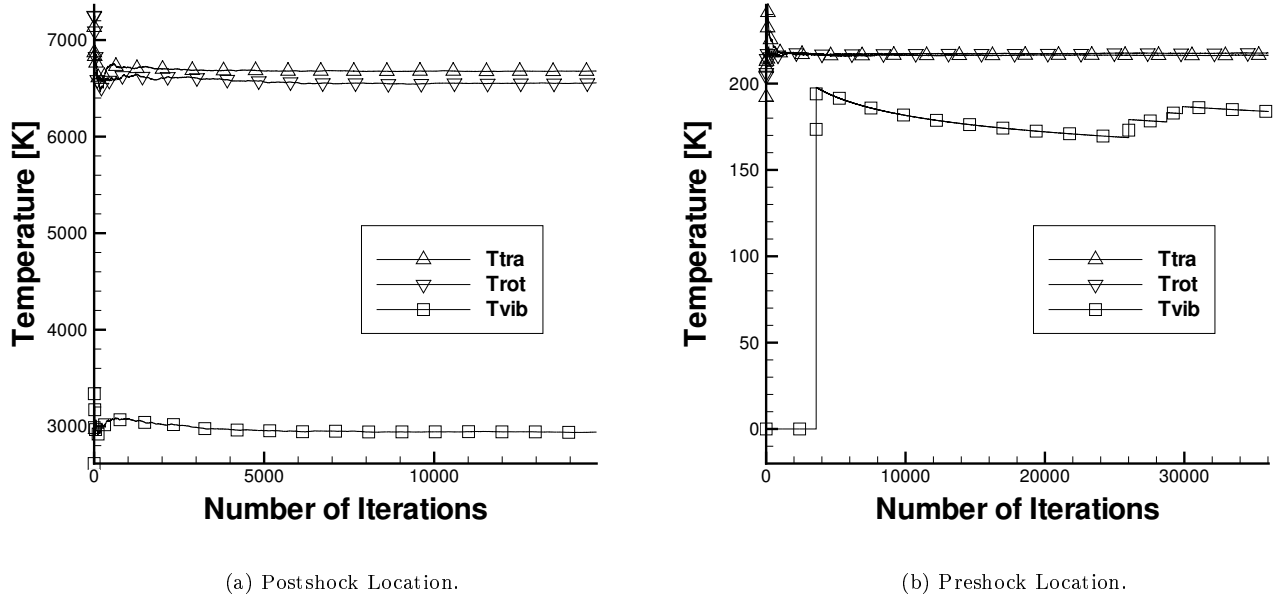 7000
6000
5000
4000
3000
0
5000
10000
Temperature [K]
Number of Iterations
Ttra
Trot
Tvib
(a) Postshock Location.
200
150
100
50
0
0
10000
20000
30000
Temperature [K]
Number of Iterations
Ttra
Trot
Tvib
(b) Preshock Location.